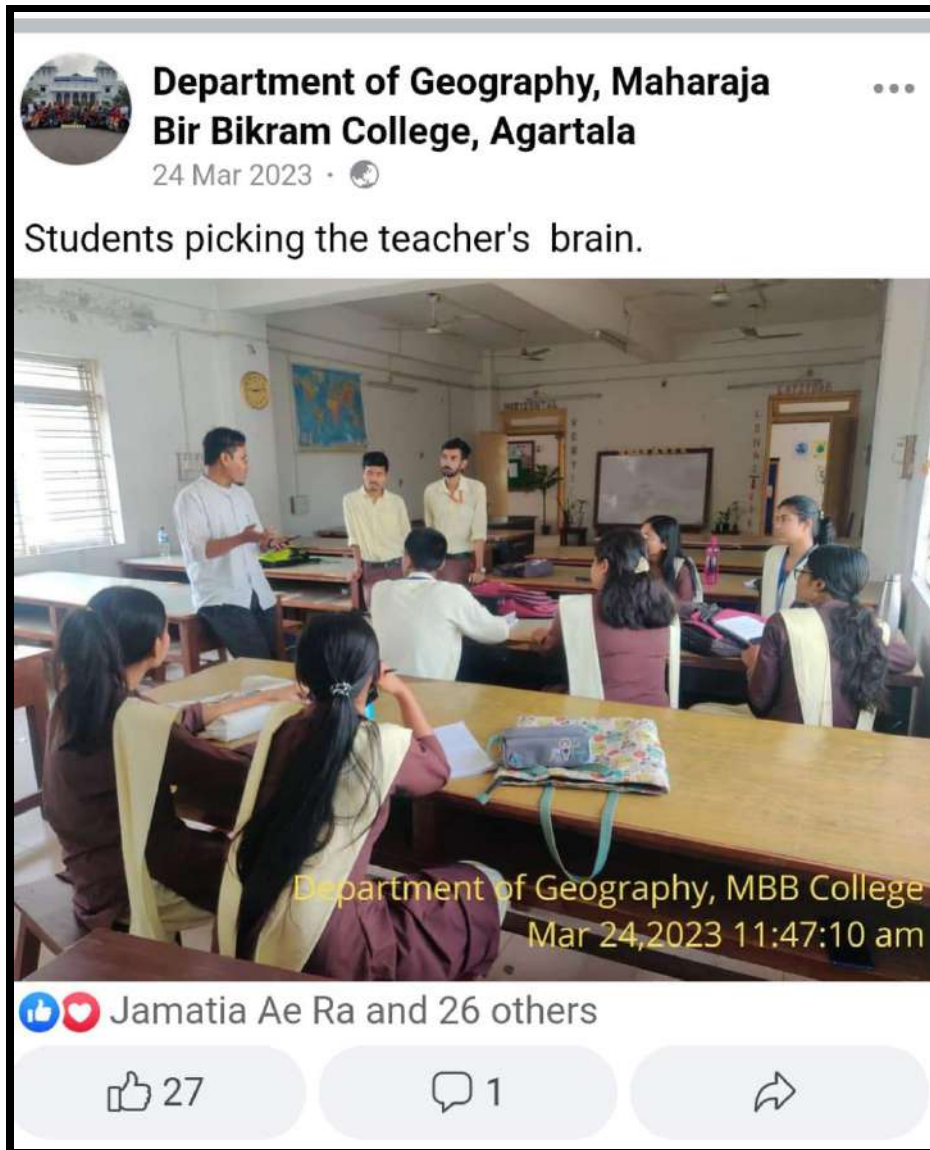 Department of Geography, Maharaja
Bir Bikram College, Agartala
24 Mar 2023 ·
Students picking the teacher's  brain.
HORIZONTAL
Department of Geography, MBB College
Mar 24,2023 11:47:10 am
Jamatia Ae Ra and 26 others
27
1